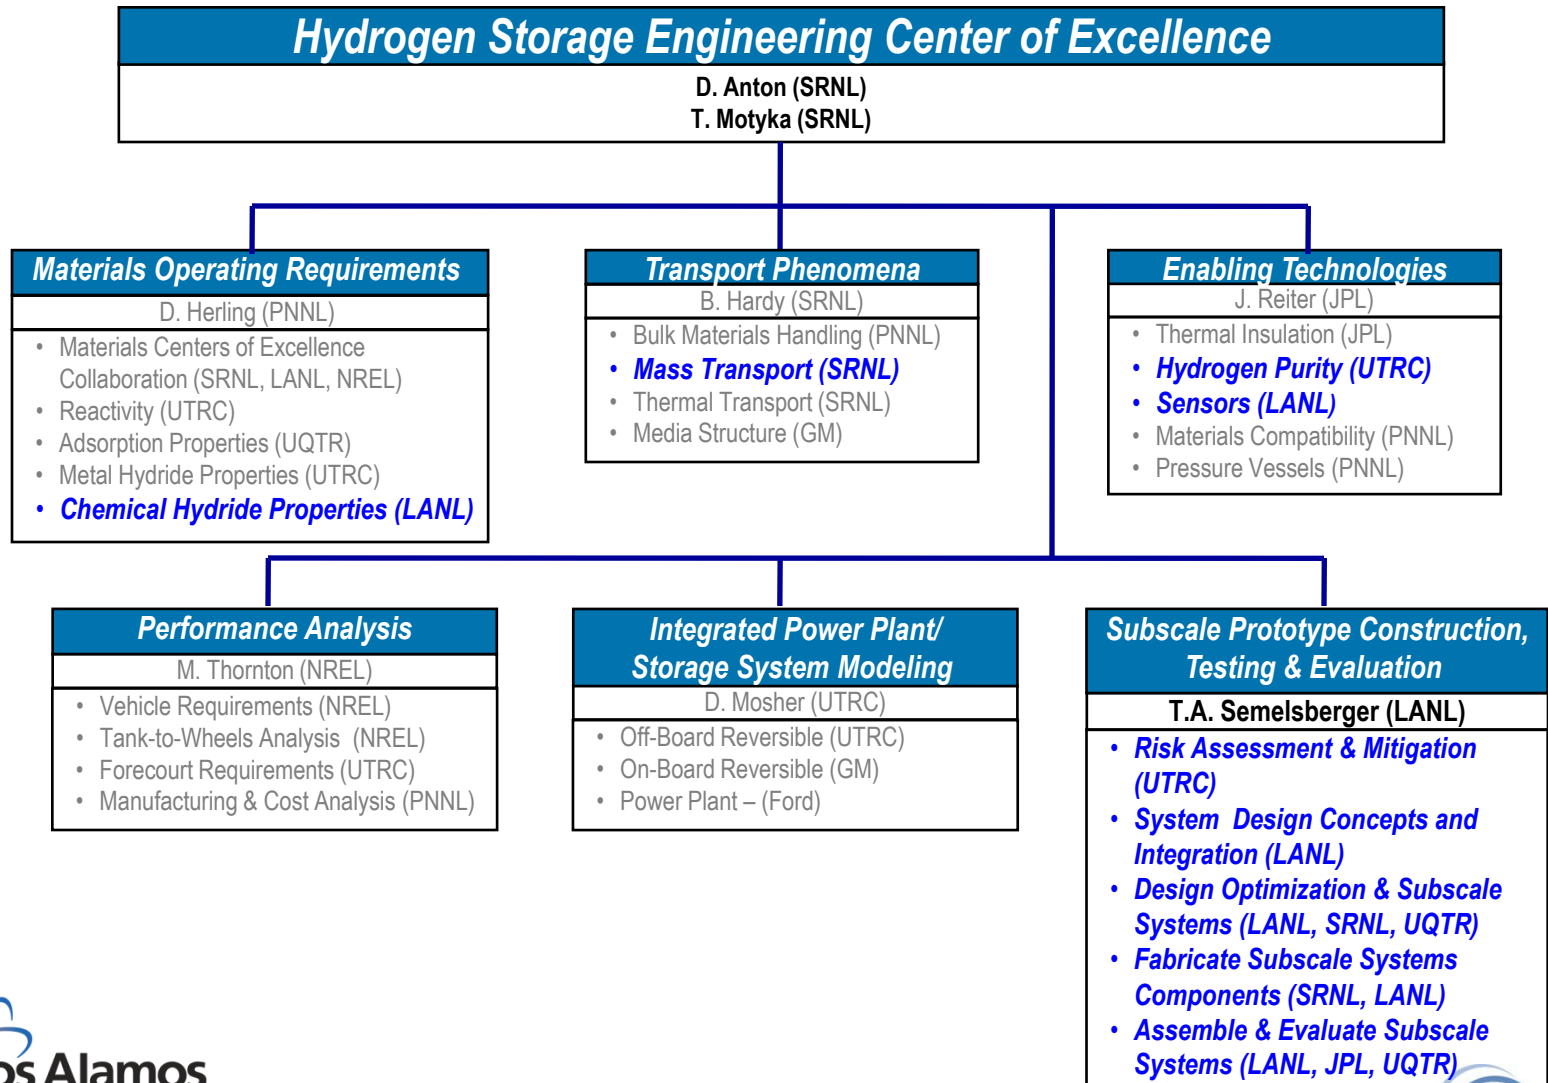 Hydrogen Storage Engineering Center of Excellence
D. Anton (SRNL)
T. Motyka (SRNL)
Materials Operating Requirements
D. Herling (PNNL)
• Materials Centers of Excellence
Collaboration (SRNL, LANL, NREL)
• Reactivity (UTRC)
• Adsorption Properties (UQTR)
• Metal Hydride Properties (UTRC)
• Chemical Hydride Properties (LANL)
Transport Phenomena
B. Hardy (SRNL)
• Bulk Materials Handling (PNNL)
• Mass Transport (SRNL)
• Thermal Transport (SRNL)
• Media Structure (GM)
Enabling Technologies
J. Reiter (JPL)
• Thermal Insulation (JPL)
• Hydrogen Purity (UTRC)
• Sensors (LANL)
• Materials Compatibility (PNNL)
• Pressure Vessels (PNNL)
Performance Analysis
M. Thornton (NREL)
• Vehicle Requirements (NREL)
• Tank-to-Wheels Analysis (NREL)
• Forecourt Requirements (UTRC)
• Manufacturing & Cost Analysis (PNNL)
Integrated Power Plant/
Storage System Modeling
D. Mosher (UTRC)
• Off-Board Reversible (UTRC)
• On-Board Reversible (GM)
• Power Plant – (Ford)
Subscale Prototype Construction,
Testing & Evaluation
T.A. Semelsberger (LANL)
• Risk Assessment & Mitigation
(UTRC)
• System Design Concepts and
Integration (LANL)
• Design Optimization & Subscale
Systems (LANL, SRNL, UQTR)
• Fabricate Subscale Systems
Components (SRNL, LANL)
• Assemble & Evaluate Subscale
Systems (LANL, JPL, UQTR)
os Alamos